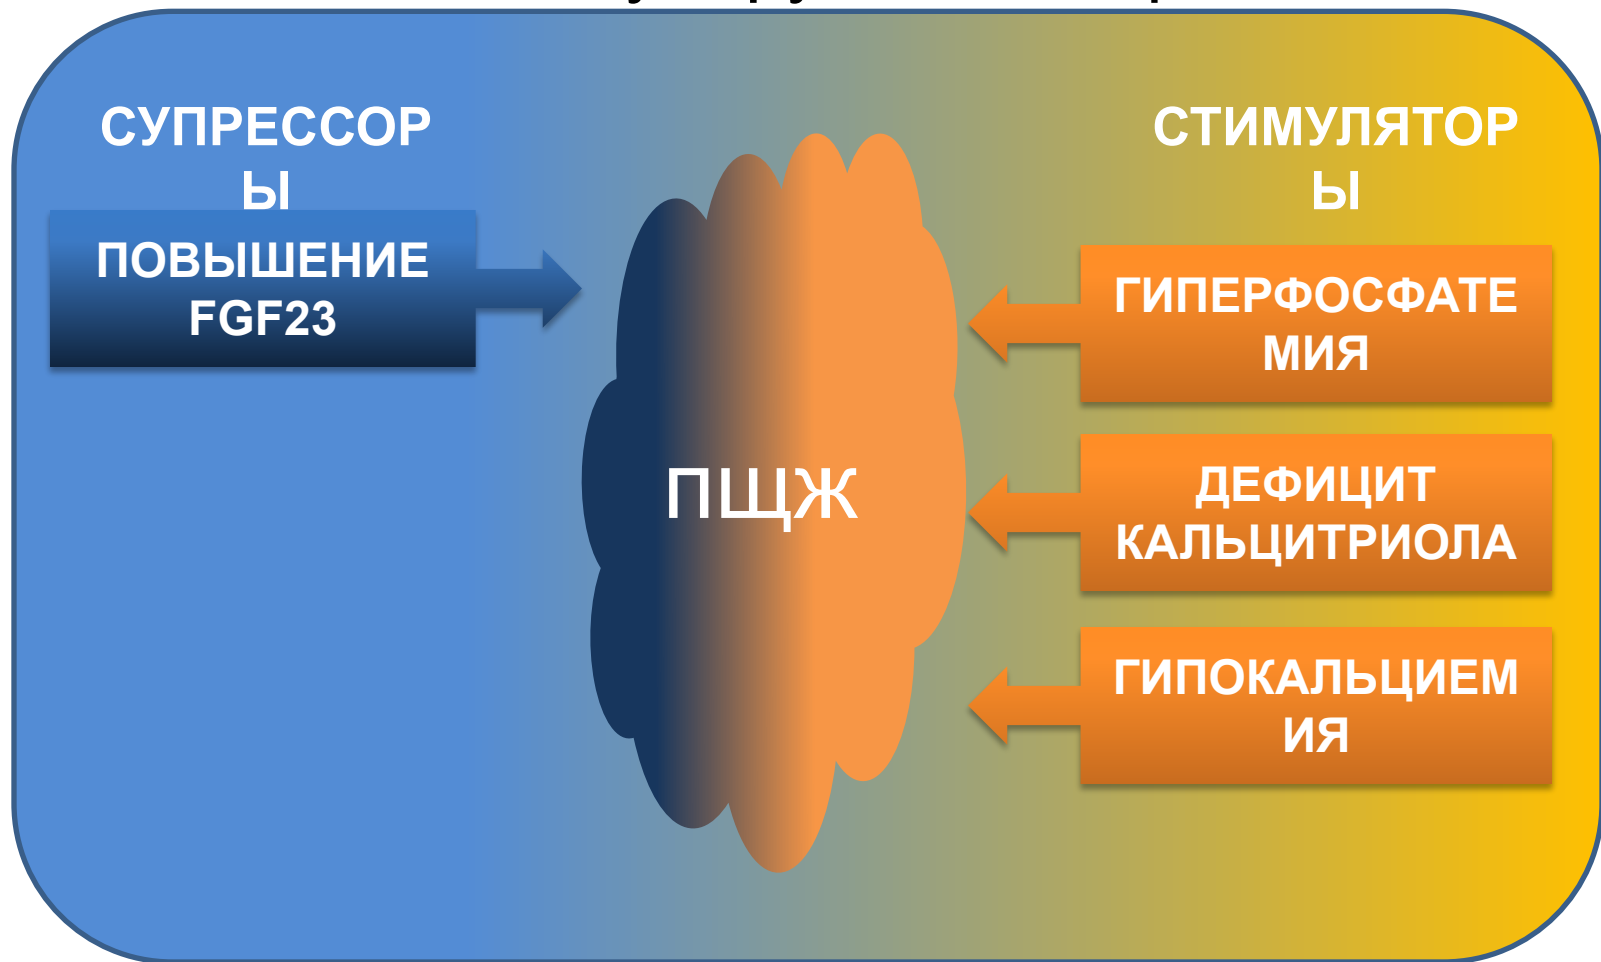 СУПРЕССОР
Ы
ПОВЫШЕНИЕ
FGF23
ПЩЖ
СТИМУЛЯТОР
Ы
ГИПЕРФОСФАТЕ
МИЯ
ДЕФИЦИТ
КАЛЬЦИТРИОЛА
ГИПОКАЛЬЦИЕМ
ИЯ